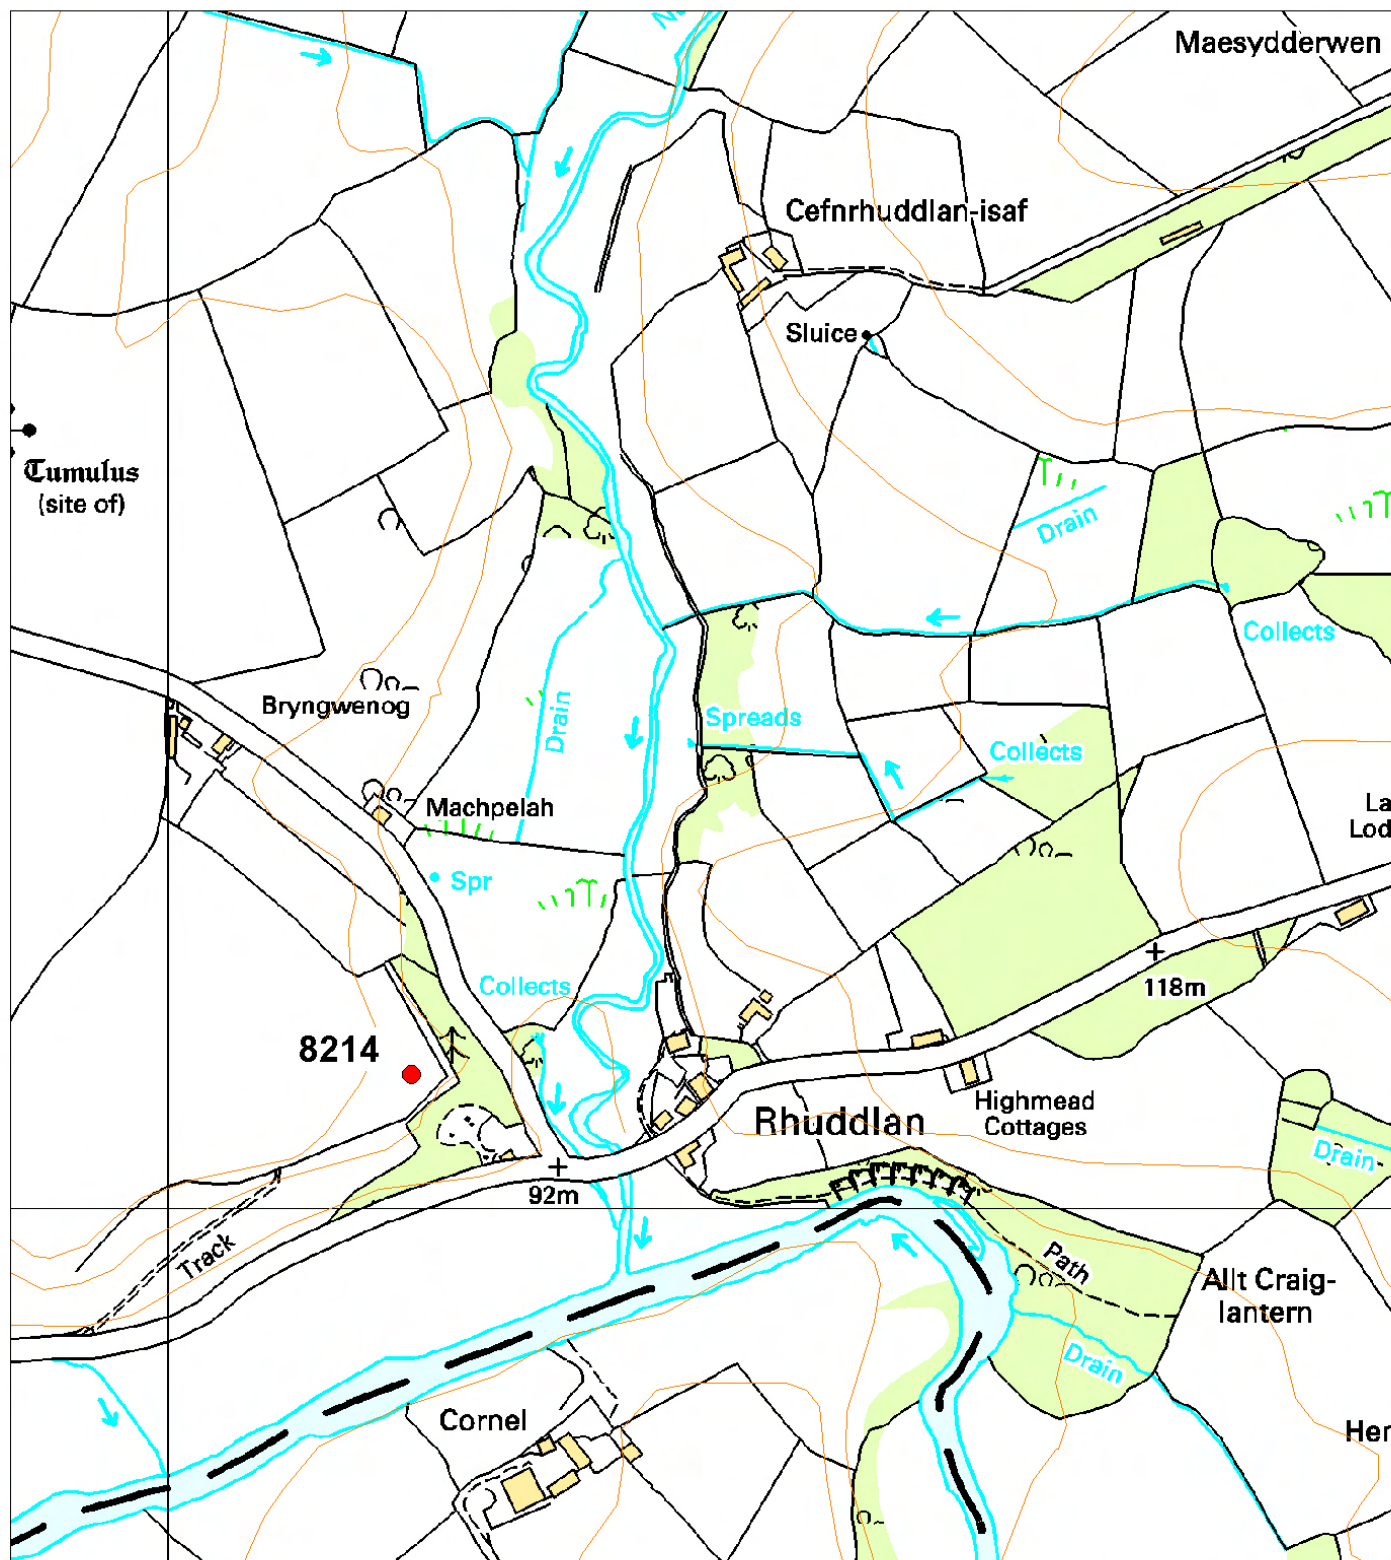 Maesydderwen
Cefnrhuddlan-isaf
Sluice
Tumulus
(site of)
Drain
Collects
Bryngwenog
Drain
Spreads
Collects
Machpelah
La
Lod
Spr
Collects
118m
8214
Rhuddlan
Highmead
Cottages
Drain
92m
Track
Path
Allt Craig-
lantern
Drain
Cornel
Her